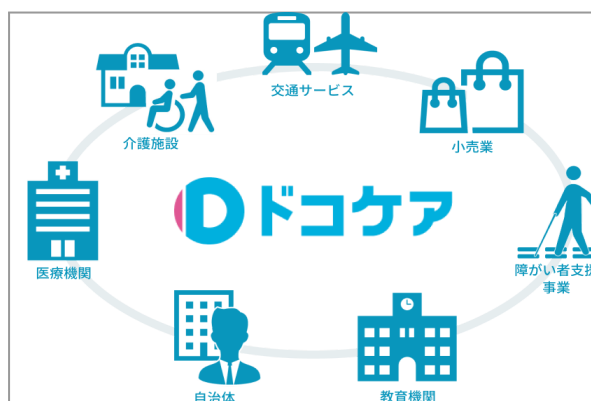 交通サービス
介護施設
小売業
ドコケア
医療機関
障がい者支援
事業
自治体
教育機関